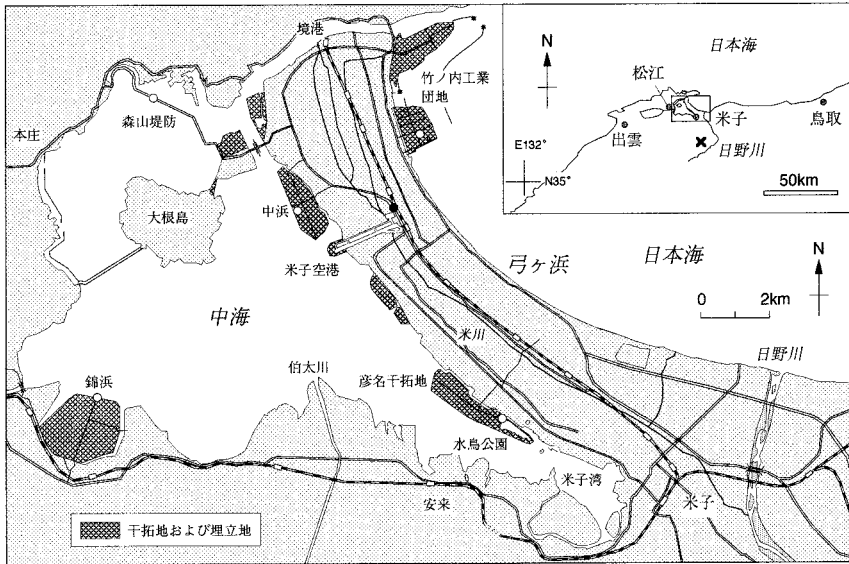 境港
竹ノ内工業
団地
本庄
森山堤防
大根島
中浜
米子空港
中海
弓ヶ浜
日本海
N
0 2km
米川
日野川
錦浜
伯太川
彦名干拓地
水鳥公園
米子湾
安来
米子
干拓地および埋立地
N
日本海
松江
米子
鳥取
出雲
日野川
E132°
N35°
50km